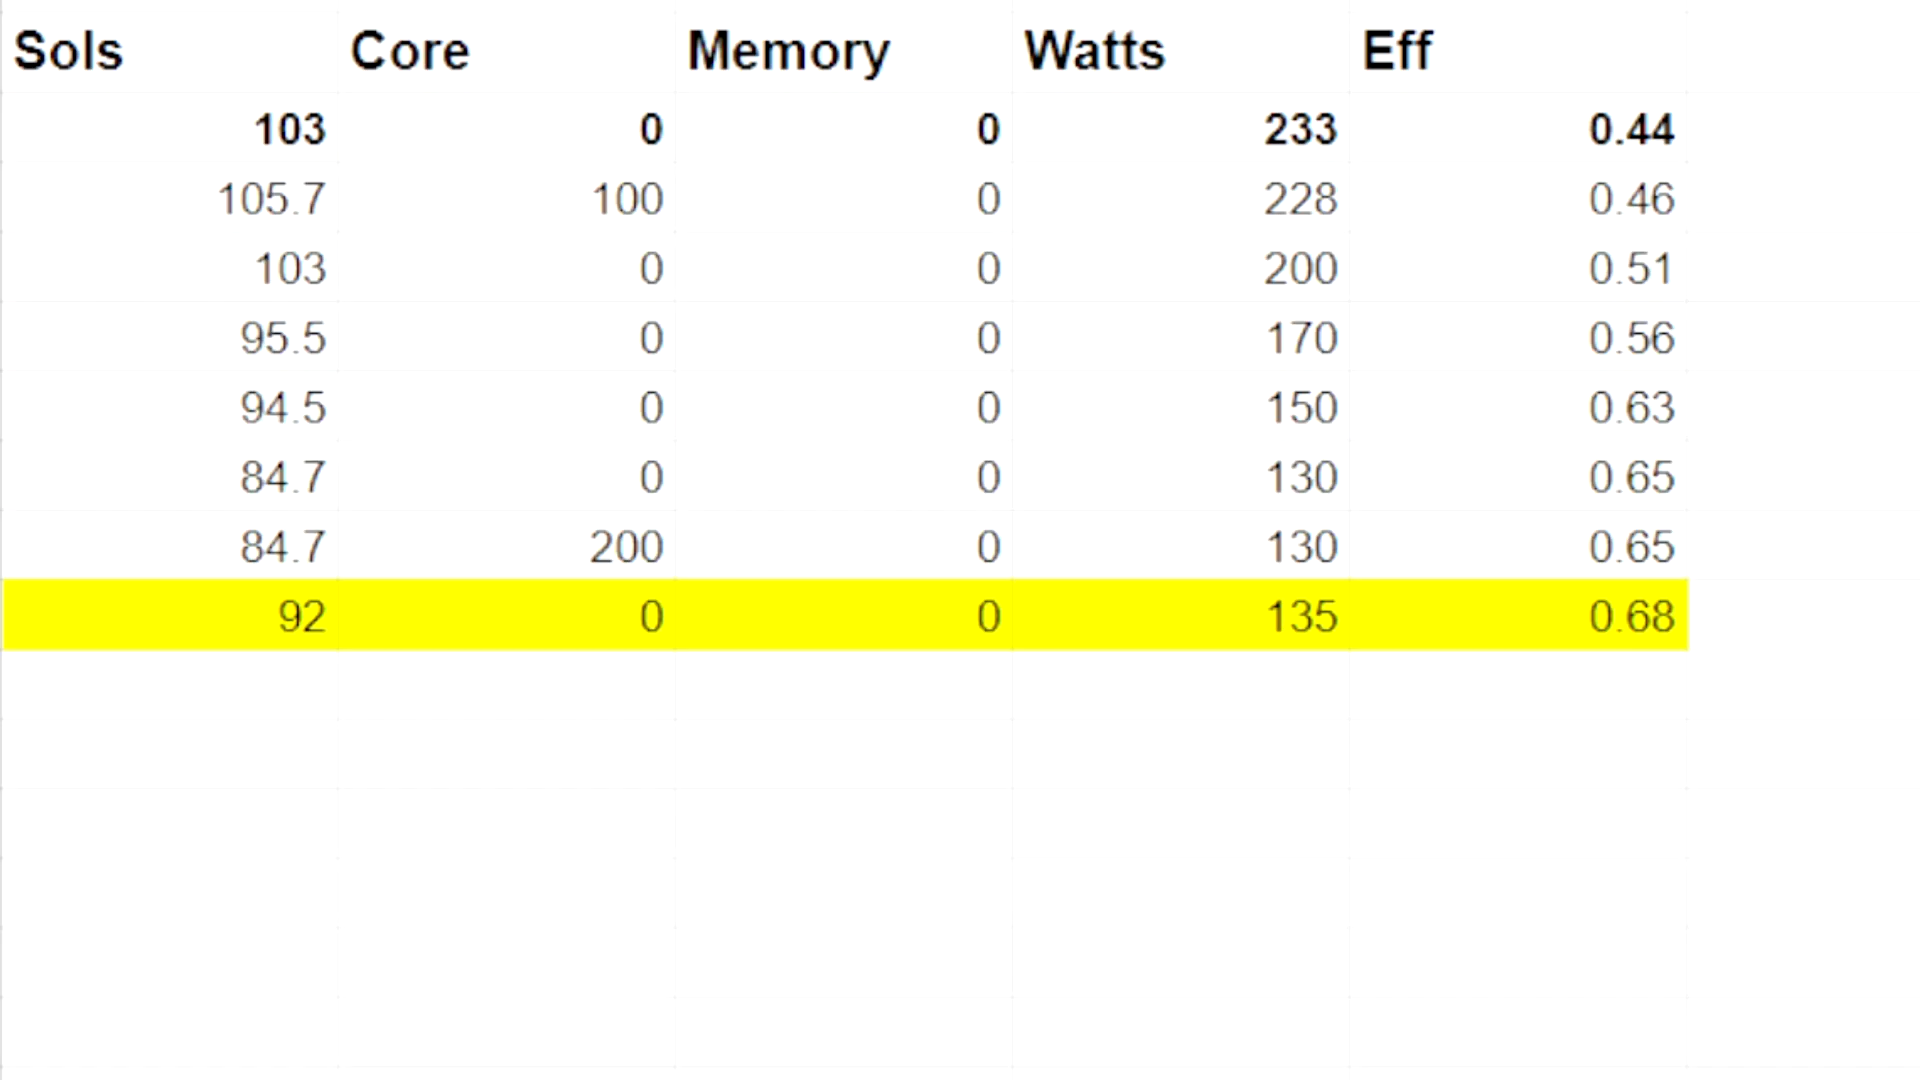 Sols Core Memory Watts Eff
103 0 0 233 0.44
105.7 100 0 228 0.46
103 0 0 200 0.51
95.5 0 0 170 0.56
94.5 0 0 150 0.63
84.7 0 0 130 0.65
84.7 200 0 130 0.65
92 0 0 135 0.68